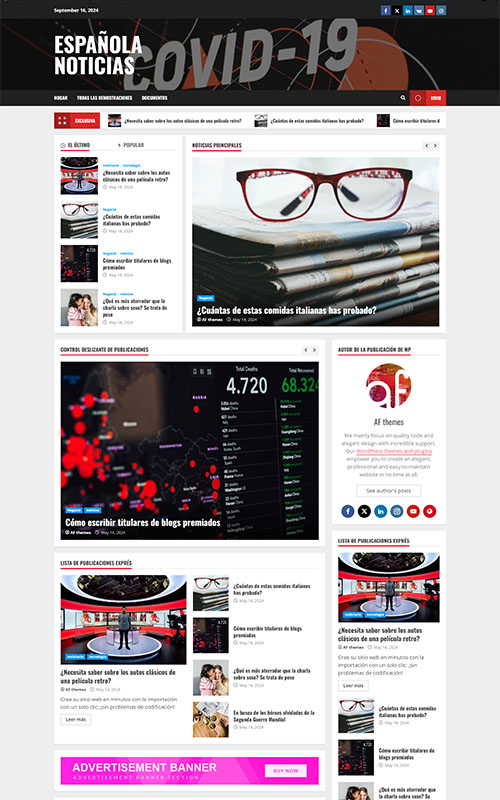 September 16, 2024
COVID-19
ESPAÑOLA
NOTICIAS
HOGAR TODAS LAS DEMOSTRACIONES DOCUMENTOS
VIVIR
EXCLUSIVA
¿Necesita saber sobre los autos clásicos de una película retro?
¿Cuántas de estas comidas italianas has probado?
Cómo escribir titulares d
EL ÚLTIMO
POPULAR
noticiario tecnología
¿Necesita saber sobre los autos
clásicos de una película retro?
May 14, 2024
Negocio
¿Cuántas de estas comidas
italianas has probado?
May 14, 2024
Negocio noticias
Cómo escribir titulares de blogs
premiados
May 14, 2024
Negocio noticias
¿Qué es más aterrador que la
charla sobre sexo? Se trata de
peso
May 14, 2024
NOTICIAS PRINCIPALES
Negocio
¿Cuántas de estas comidas italianas has probado?
AF themes May 14, 2024
CONTROL DESLIZANTE DE PUBLICACIONES
Total Deaths
4.720
Total Recovered
68.324
Negocio noticias
Cómo escribir titulares de blogs premiados
AF themes May 14, 2024
AUTOR DE LA PUBLICACIÓN DE WP
af
AF themes
We mainly focus on quality code and
elegant design with incredible support.
Our WordPress themes and plugins
empower you to create an elegant,
professional and easy-to-maintain
website in no time at all.
See author's posts
LISTA DE PUBLICACIONES EXPRÉS
noticiario tecnología
¿Necesita saber sobre los autos clásicos de
una película retro?
AF themes May 14, 2024
Cree su sitio web en minutos con la importación
con un solo clic: ¡sin problemas de codificación!
Leer más
¿Cuántas de estas comidas italianas
has probado?
May 14, 2024
Cómo escribir titulares de blogs
premiados
May 14, 2024
¿Qué es más aterrador que la charla
sobre sexo? Se trata de peso
May 14, 2024
En busca de los héroes olvidados de la
Segunda Guerra Mundial
May 14, 2024
ADVERTISEMENT BANNER
ADVERTISEMENT BANNER SECTION
BUY NOW
LISTA DE PUBLICACIONES EXPRÉS
noticiario tecnología
¿Necesita saber sobre los autos clásicos
de una película retro?
AF themes May 14, 2024
Cree su sitio web en minutos con la
importación con un solo clic: ¡sin
problemas de codificación!
Leer más
¿Cuántas de estas comidas
italianas has probado?
May 14, 2024
Cómo escribir titulares de
blogs premiados
May 14, 2024
¿Qué es más aterrador que
la charla sobre sexo? Se